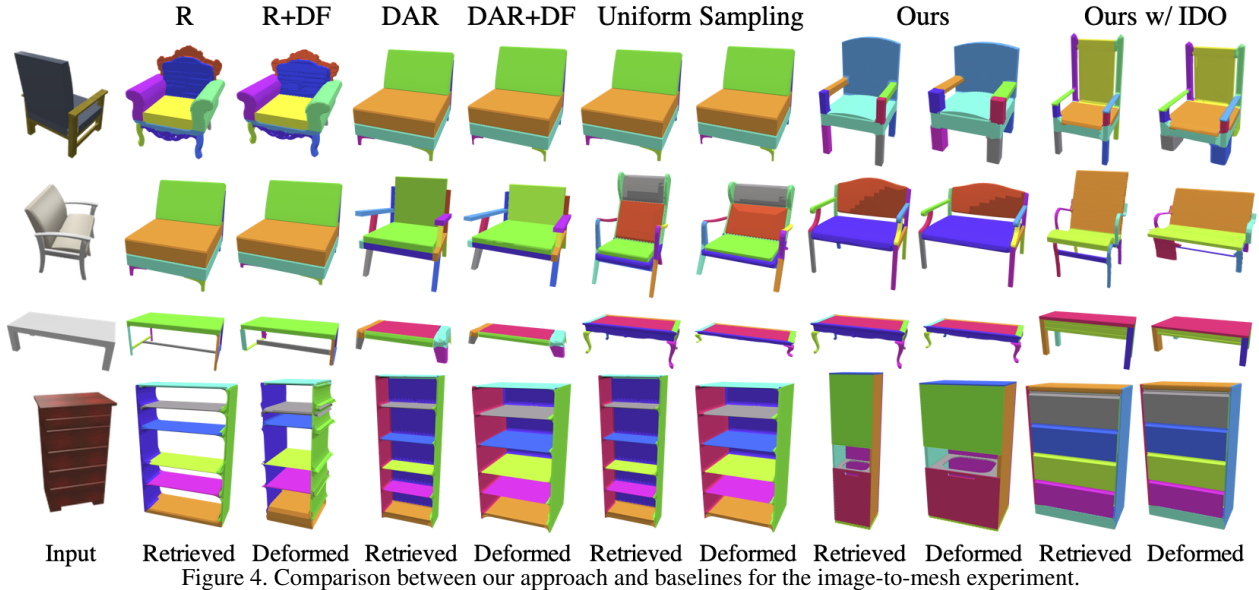 R R+DF DAR DAR+DF Uniform Sampling Ours Ours w/ IDO
Input Retrieved Deformed Retrieved Deformed Retrieved Deformed Retrieved Deformed Retrieved Deformed
Figure 4. Comparison between our approach and baselines for the image-to-mesh experiment.